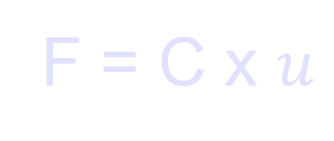 F = C x u